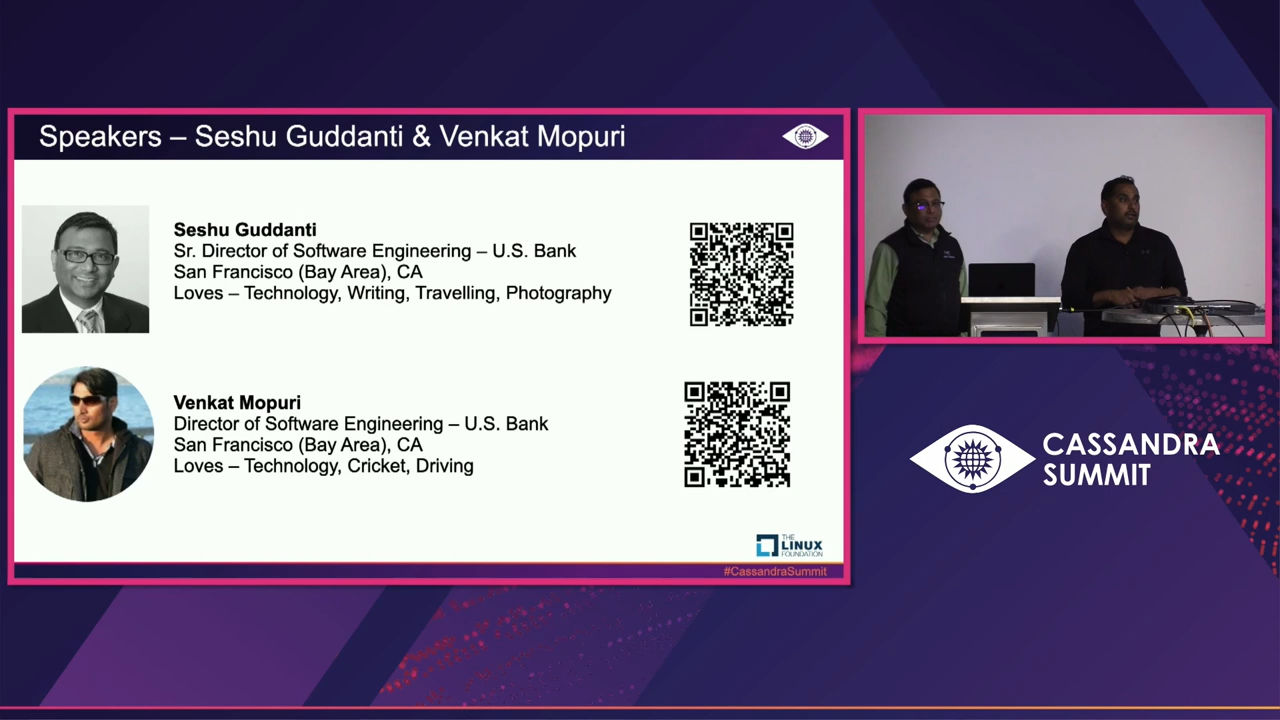 Speakers – Seshu Guddanti & Venkat Mopuri
Seshu Guddanti
Sr. Director of Software Engineering – U.S. Bank
San Francisco (Bay Area), CA
Loves – Technology, Writing, Travelling, Photography
Venkat Mopuri
Director of Software Engineering – U.S. Bank
San Francisco (Bay Area), CA
Loves – Technology, Cricket, Driving
THE
LINUX
FOUNDATION
#CassandraSummit
CASSANDRA
SUMMIT